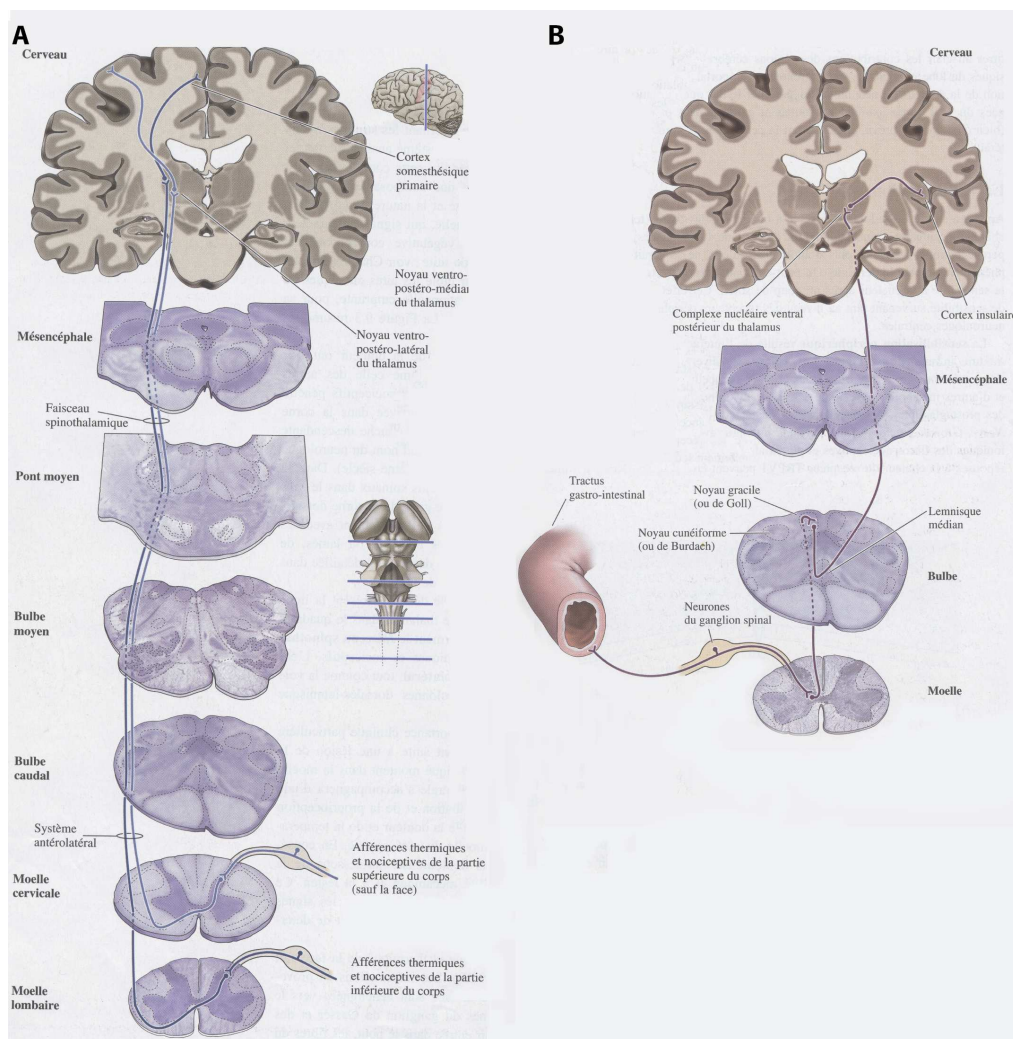 A
Cerveau
Cortex
somesthésique
primaire
Noyau ventro-
postéro-médian
du thalamus
Noyau ventro-
postéro-latéral
du thalamus
Mésencéphale
Faisceau
spinothalamique
Pont moyen
Bulbe
moyen
Bulbe
caudal
Système
antérolatéral
Moelle
cervicale
Afférences thermiques
et nociceptives de la partie
supérieure du corps
(sauf la face)
Moelle
lombaire
Afférences thermiques
et nociceptives de la partie
inférieure du corps
B
Cerveau
Complexe nucléaire ventral
postérieur du thalamus
Cortex insulaire
Mésencéphale
Tractus
gastro-intestinal
Noyau gracile
(ou de Goll)
Noyau cunéiforme
(ou de Burdach)
Lemnisque
médian
Bulbe
Neurones
du ganglion spinal
Moelle